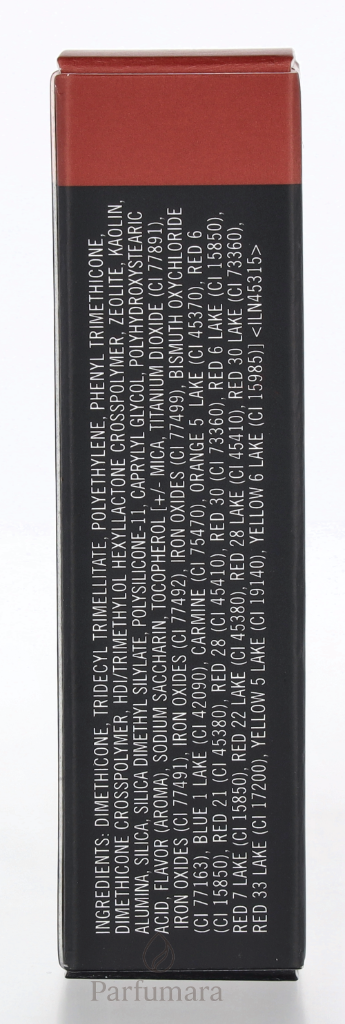 INGREDIENTS: DIMETHICONE, TRIDECYL TRIMELLITATE, POLYETHYLENE, PHENYL TRIMETHICONE,
DIMETHICONE CROSSPOLYMER, HDI/TRIMETHYLOL HEXYLLACTONE CROSSPOLYMER, ZEOLITE, KAOLIN,
ALUMINA, SILICA, SILICA DIMETHYL SILYLATE, POLYSILICONE-11, CAPRYLYL GLYCOL, POLYHYDROXYSTEARIC
ACID, FLAVOR (AROMA), SODIUM SACCHARIN, TOCOPHEROL [+/- MICA, TITANIUM DIOXIDE (CI 77891),
IRON OXIDES (CI 77491), IRON OXIDES (CI 77492), IRON OXIDES (CI 77499), BISMUTH OXYCHLORIDE
(CI 77163), BLUE 1 LAKE (CI 42090), CARMINE (CI 75470), ORANGE 5 LAKE (CI 45370), RED 6
(CI 15850), RED 21 (CI 45380), RED 28 (CI 45410), RED 30 (CI 73360), RED 6 LAKE (CI 15850),
RED 7 LAKE (CI 15850), RED 22 LAKE (CI 45380), RED 28 LAKE (CI 45410), RED 30 LAKE (CI 73360),
RED 33 LAKE (CI 17200), YELLOW 5 LAKE (CI 19140), YELLOW 6 LAKE (CI 15985)] <ILN45315>
Parfumara